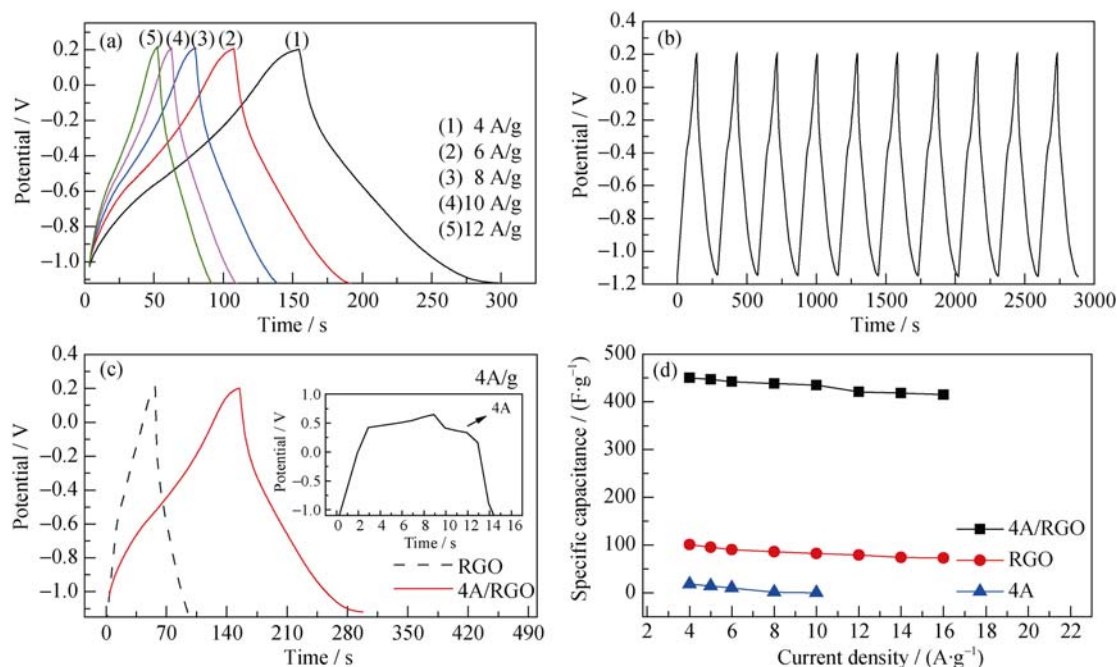 (a)
(5) (4) (3) (2) (1)
(1) 4 A/g
(2) 6 A/g
(3) 8 A/g
(4)10 A/g
(5)12 A/g
0.4
0.2
0.0
−0.2
−0.4
−0.6
−0.8
−1.0
Potential / V
0 50 100 150 200 250 300
Time / s
(b)
0.4
0.2
0.0
−0.2
−0.4
−0.6
−0.8
−1.0
−1.2
Potential / V
0 500 1000 1500 2000 2500 3000
Time / s
(c)
0.4
0.2
0.0
−0.2
−0.4
−0.6
−0.8
−1.0
Potential / V
0 70 140 210 280 350 420 490
Time / s
4A/g
1.0
0.5
0.0
−0.5
−1.0
Potential / V
4A
0 2 4 6 8 10 12 14 16
Time / s
RGO
4A/RGO
(d)
500
400
300
200
100
0
Specific capacitance / (F·g⁻¹)
4A/RGO
RGO
4A
2 4 6 8 10 12 14 16 18 20 22
Current density / (A·g⁻¹)